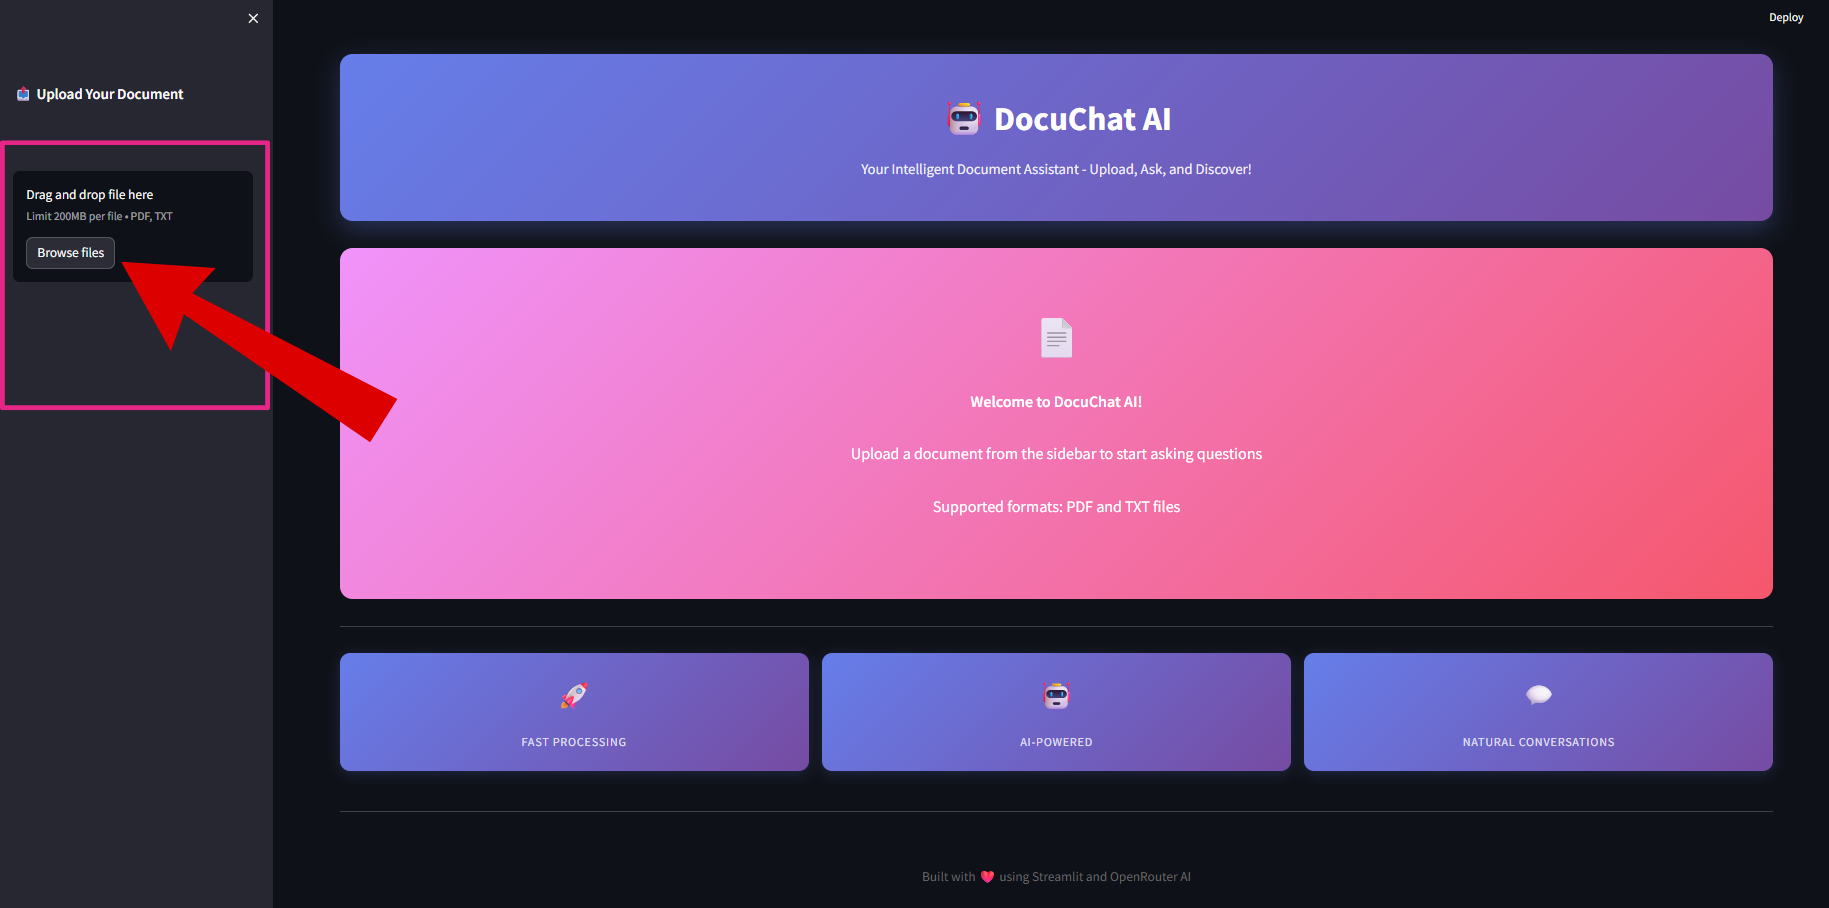 Deploy
Upload Your Document
Drag and drop file here
Limit 200MB per file • PDF, TXT
Browse files
DocuChat AI
Your Intelligent Document Assistant - Upload, Ask, and Discover!
Welcome to DocuChat AI!
Upload a document from the sidebar to start asking questions
Supported formats: PDF and TXT files
FAST PROCESSING
AI-POWERED
NATURAL CONVERSATIONS
Built with ❤️ using Streamlit and OpenRouter AI